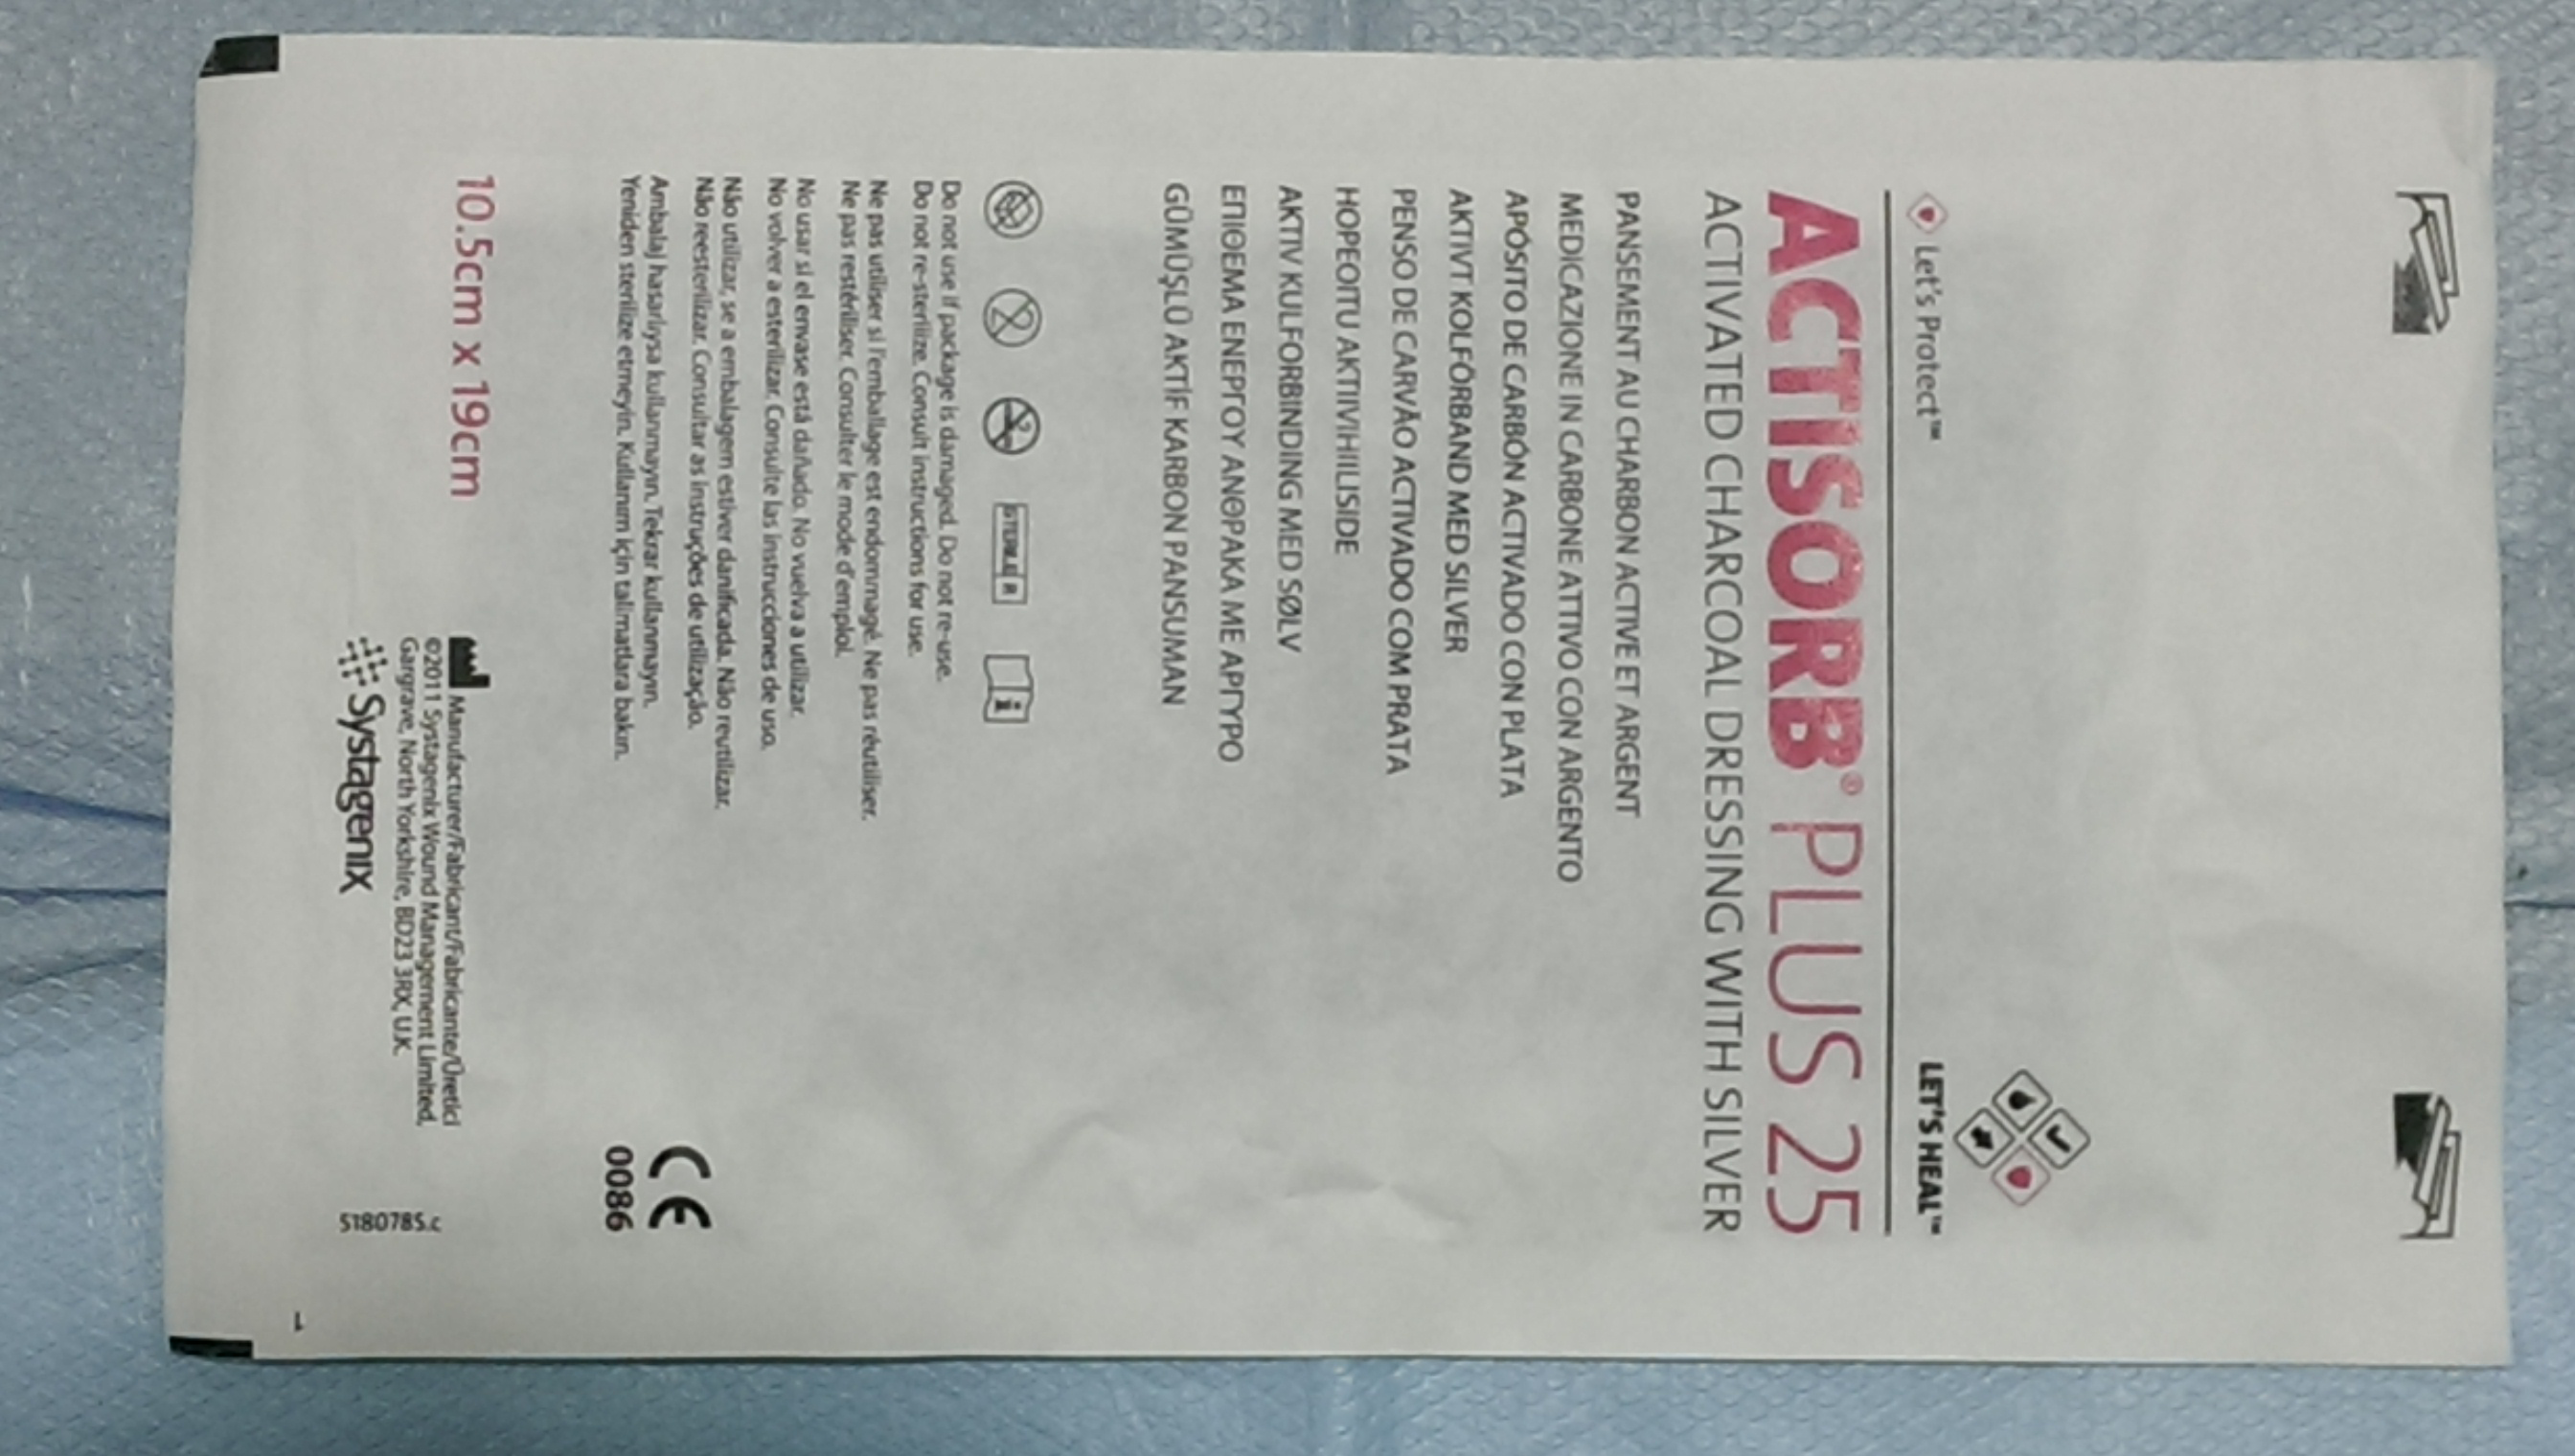 Let's Protect™
LET'S HEAL™
ACTISORB® PLUS 25
ACTIVATED CHARCOAL DRESSING WITH SILVER
PANSEMENT AU CHARBON ACTIVE ET ARGENT
MEDICAZIONE IN CARBONE ATTIVO CON ARGENTO
APÓSITO DE CARBÓN ACTIVADO CON PLATA
AKTIVT KOLFÖRBAND MED SILVER
PENSO DE CARVÃO ACTIVADO COM PRATA
HOPEOITU AKTIIVIHIILISIDE
AKTIV KULFORBINDING MED SØLV
ΕΠΙΘΕΜΑ ΕΝΕΡΓΟΥ ΑΝΘΡΑΚΑ ΜΕ ΑΡΓΥΡΟ
GÜMÜŞLÜ AKTİF KARBON PANSUMAN
2
STERILE R
i
Do not use if package is damaged. Do not re-use.
Do not re-sterilize. Consult instructions for use.
Ne pas utiliser si l'emballage est endommagé. Ne pas réutiliser.
Ne pas restériliser. Consulter le mode d'emploi.
No usar si el envase está dañado. No vuelva a utilizar.
No volver a esterilizar. Consulte las instrucciones de uso.
Não utilizar, se a embalagem estiver danificada. Não reutilizar.
Não reesterilizar. Consultar as instruções de utilização.
Ambalaj hasarlıysa kullanmayın. Tekrar kullanmayın.
Yeniden sterilize etmeyin. Kullanım için talimatlara bakın.
CE
0086
10.5cm x 19cm
Manufacturer/Fabricant/Fabricante/Üretici
©2011 Systagenix Wound Management Limited,
Gargrave, North Yorkshire, BD23 3RX, U.K.
Systagenix
S180785.c
1